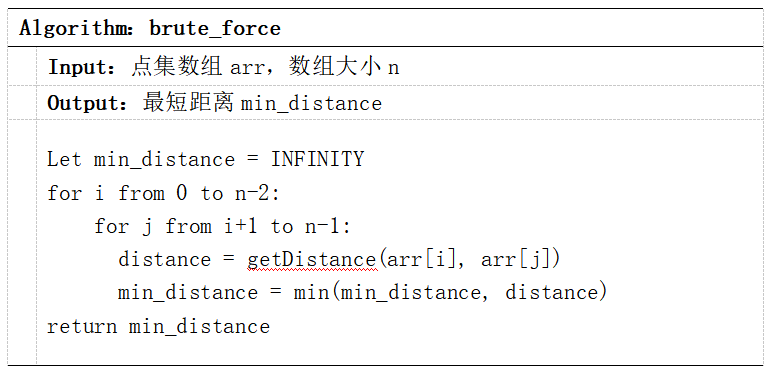 Algorithm：brute_force
Input：点集数组 arr，数组大小 n
Output：最短距离 min_distance
Let min_distance = INFINITY
for i from 0 to n-2:
    for j from i+1 to n-1:
      distance = getDistance(arr[i], arr[j])
      min_distance = min(min_distance, distance)
return min_distance